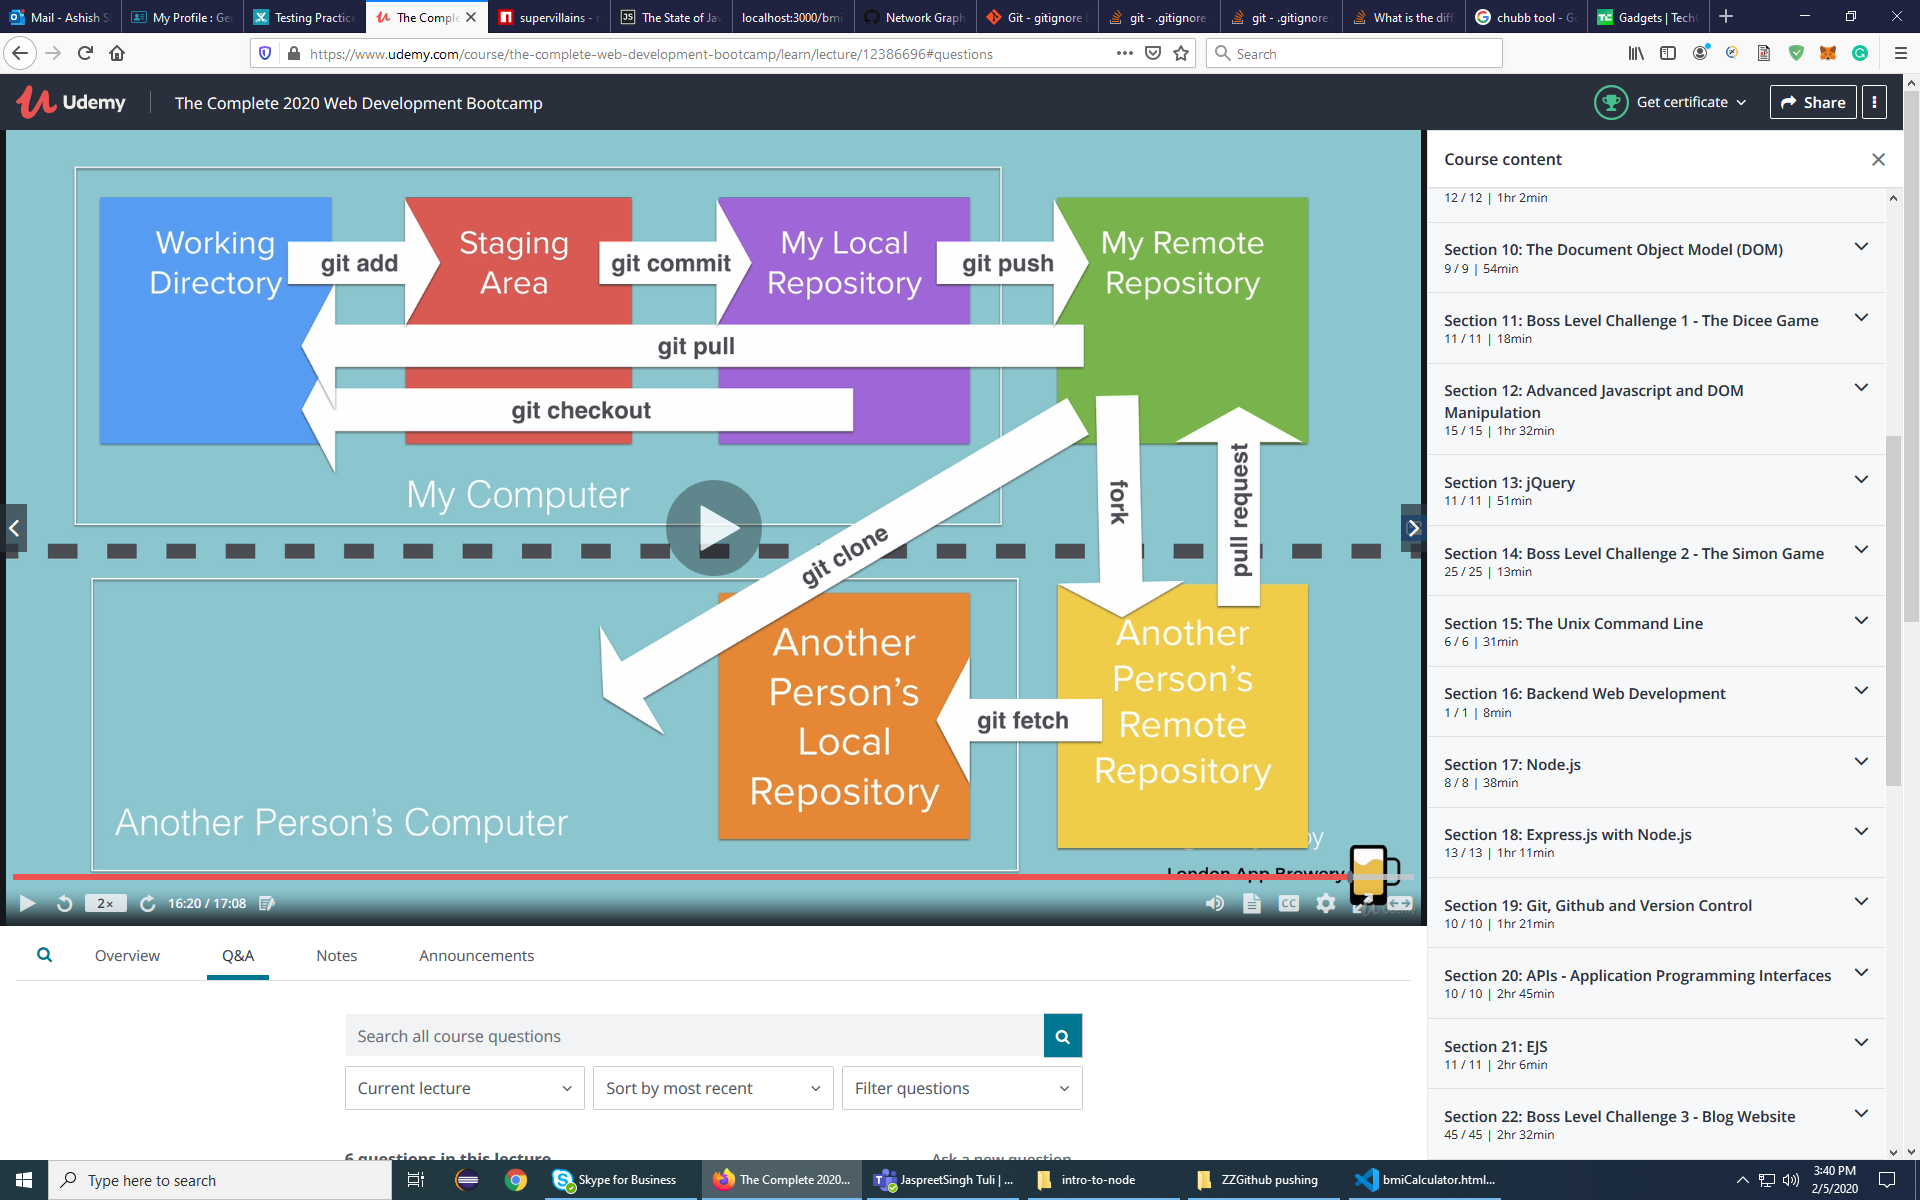 Mail - Ashish S
My Profile : Ge
Testing Practic
The Comple
supervillains -
The State of Jav
localhost:3000/bmi
Network Graph
Git - gitignore
git - .gitignore
git - .gitignore
What is the diff
chubb tool - G
Gadgets | Tech
https://www.udemy.com/course/the-complete-web-development-bootcamp/learn/lecture/12386696#questions
Search
Udemy
The Complete 2020 Web Development Bootcamp
Get certificate
Share
Working
Directory
git add
Staging
Area
git commit
My Local
Repository
git push
My Remote
Repository
git pull
git checkout
My Computer
git clone
fork
pull request
Another
Person's
Local
Repository
git fetch
Another
Person's
Remote
Repository
Another Person's Computer
by
London App Brewery
2x
16:20 / 17:08
CC
Udemy
Overview
Q&A
Notes
Announcements
Search all course questions
Current lecture
Sort by most recent
Filter questions
6 questions in this lecture
Ask a new question
Course content
12 / 12 | 1hr 2min
Section 10: The Document Object Model (DOM)
9 / 9 | 54min
Section 11: Boss Level Challenge 1 - The Dicee Game
11 / 11 | 18min
Section 12: Advanced Javascript and DOM
Manipulation
15 / 15 | 1hr 32min
Section 13: jQuery
11 / 11 | 51min
Section 14: Boss Level Challenge 2 - The Simon Game
25 / 25 | 13min
Section 15: The Unix Command Line
6 / 6 | 31min
Section 16: Backend Web Development
1 / 1 | 8min
Section 17: Node.js
8 / 8 | 38min
Section 18: Express.js with Node.js
13 / 13 | 1hr 11min
Section 19: Git, Github and Version Control
10 / 10 | 1hr 21min
Section 20: APIs - Application Programming Interfaces
10 / 10 | 2hr 45min
Section 21: EJS
11 / 11 | 2hr 6min
Section 22: Boss Level Challenge 3 - Blog Website
45 / 45 | 2hr 32min
Type here to search
Skype for Business
The Complete 2020...
JaspreetSingh Tuli | ...
intro-to-node
ZZGithub pushing
bmiCalculator.html...
3:40 PM
2/5/2020